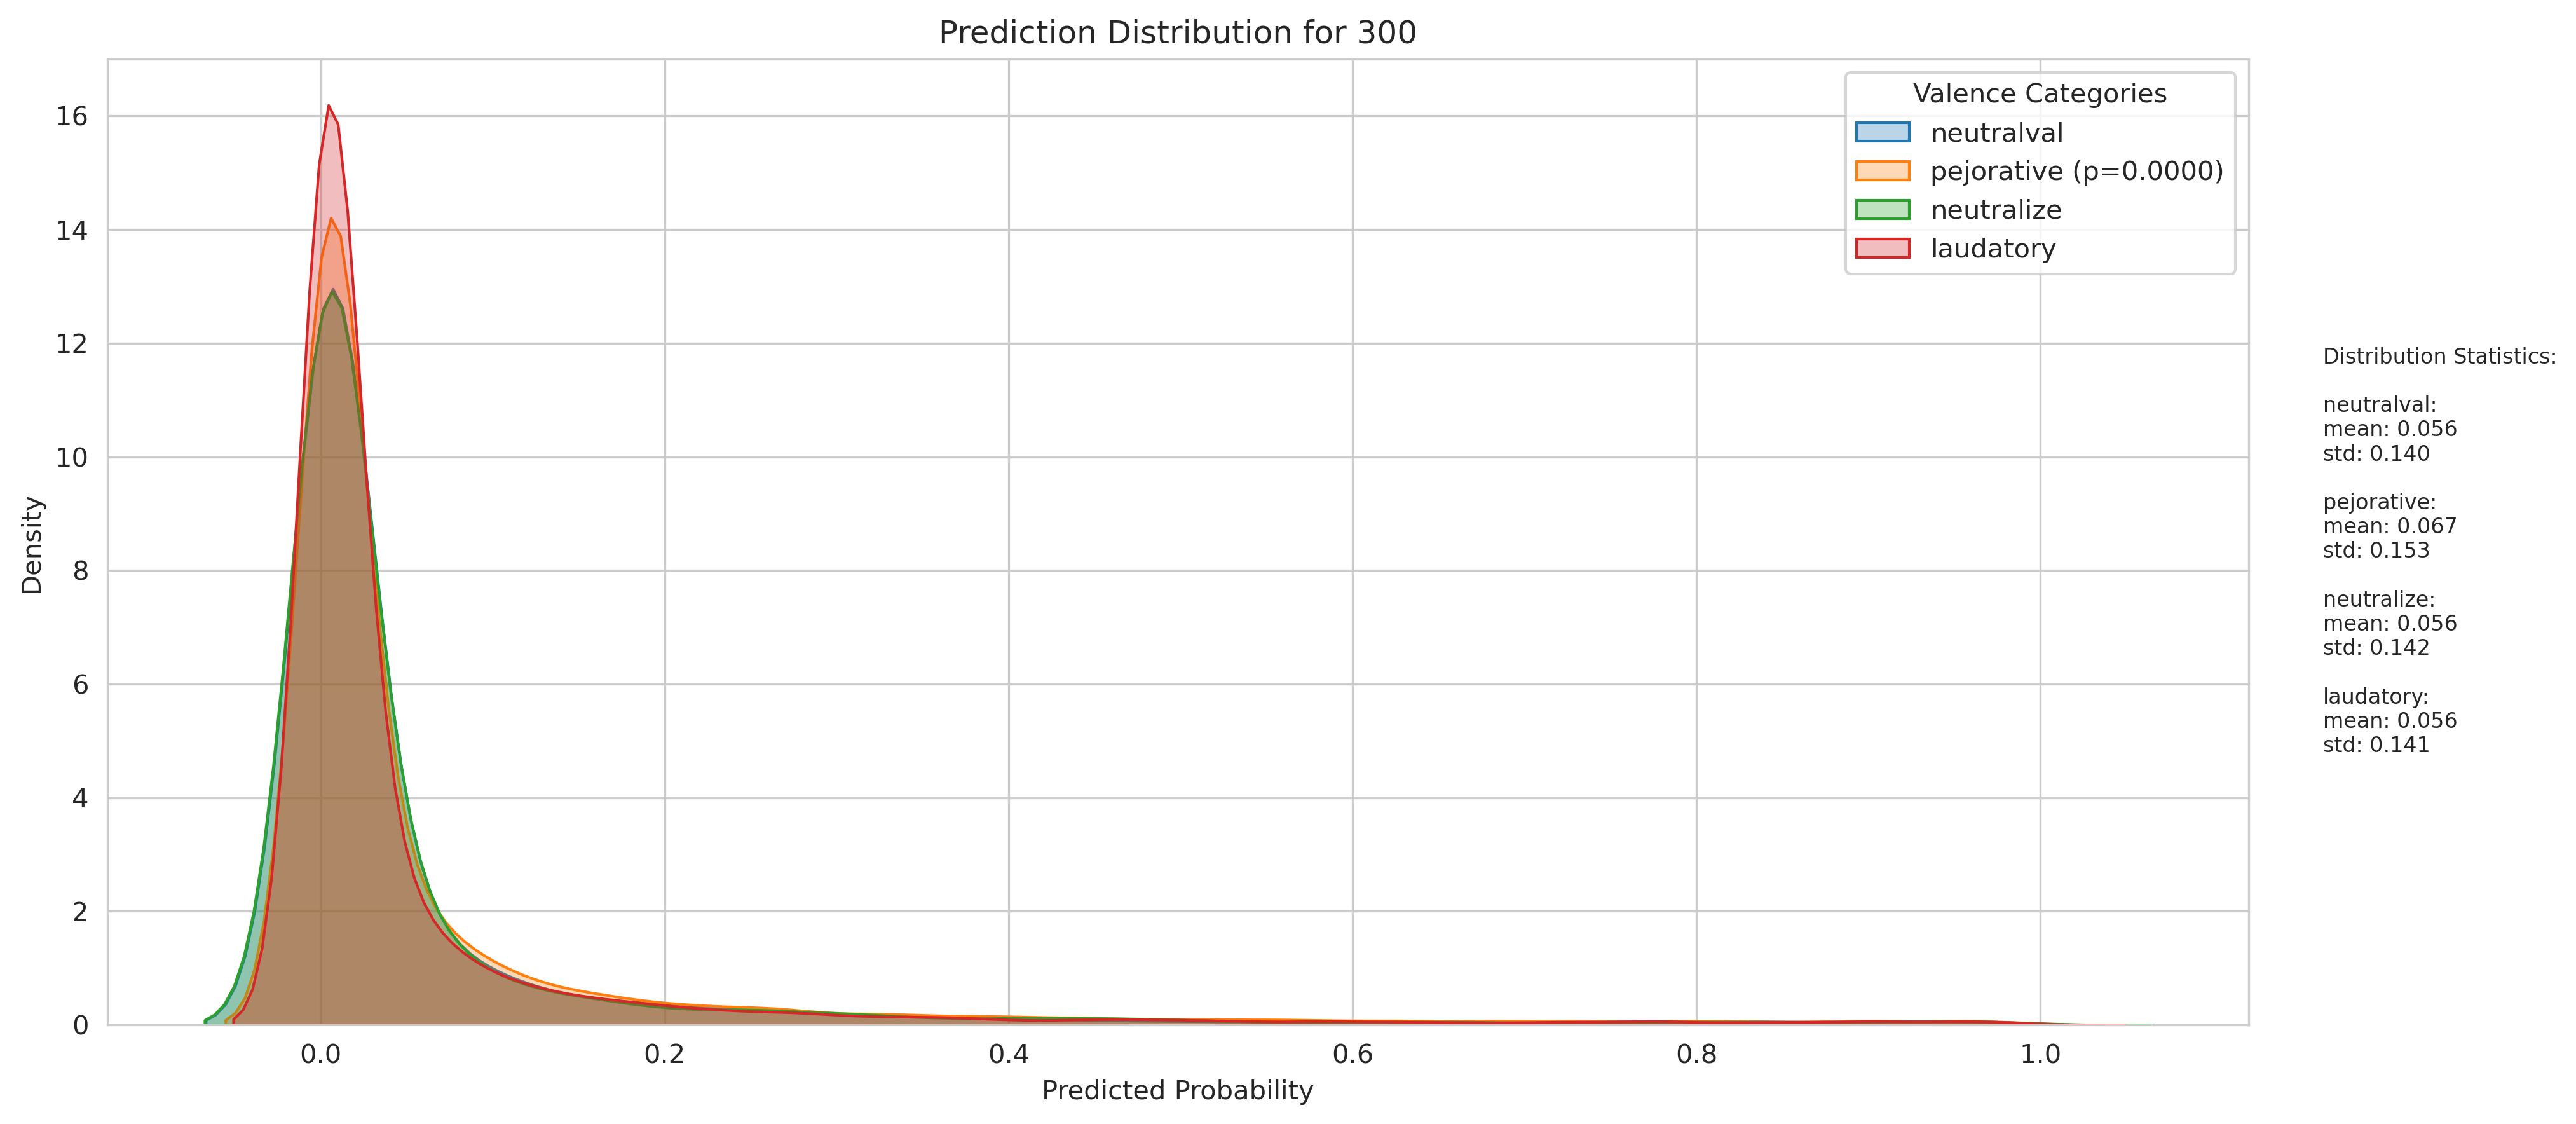 Prediction Distribution for 300
Valence Categories
neutralval
pejorative (p=0.0000)
neutralize
laudatory
16
14
12
10
8
6
4
2
0
Density
0.0
0.2
0.4
0.6
0.8
1.0
Predicted Probability
Distribution Statistics:
neutralval:
mean: 0.056
std: 0.140
pejorative:
mean: 0.067
std: 0.153
neutralize:
mean: 0.056
std: 0.142
laudatory:
mean: 0.056
std: 0.141